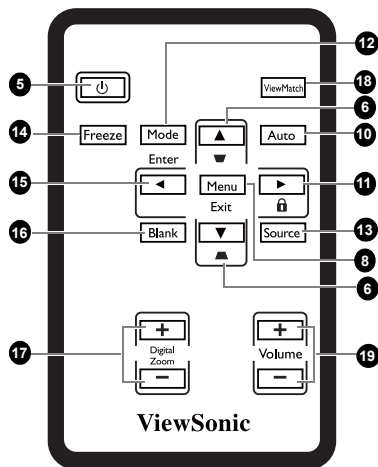 12
5
ViewMatch
18
6
14
Freeze
Mode
Auto
10
Enter
15
Menu
11
Exit
16
Blank
Source
13
8
6
+
+
17
Digital
Zoom
Volume
19
−
−
ViewSonic